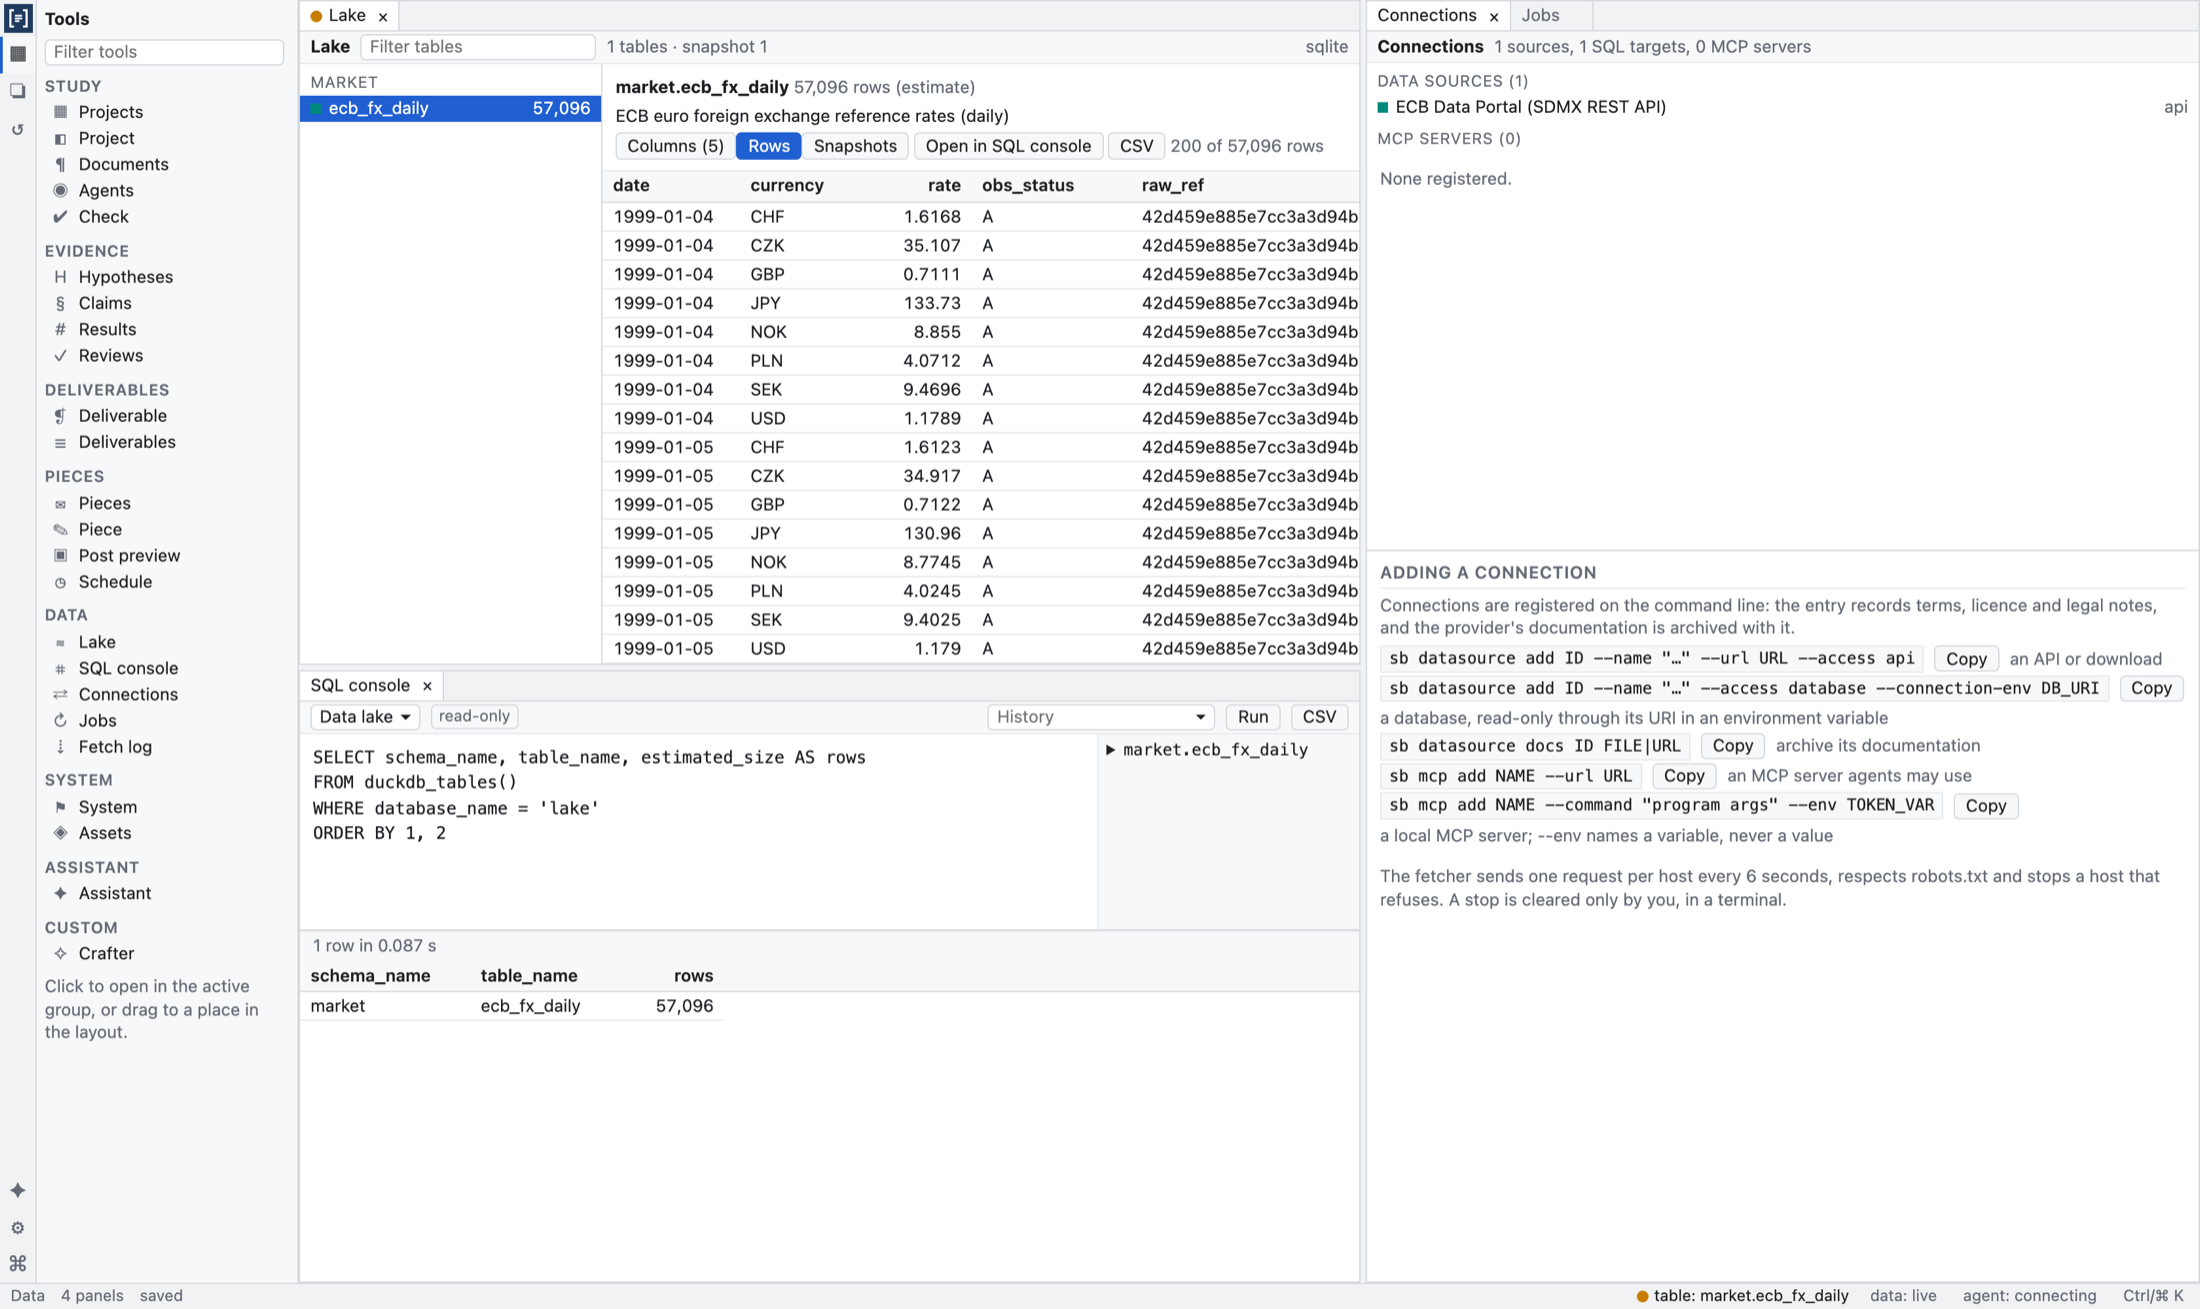 Tools
Filter tools
STUDY
Projects
Project
Documents
Agents
Check
EVIDENCE
Hypotheses
Claims
Results
Reviews
DELIVERABLES
Deliverable
Deliverables
PIECES
Pieces
Piece
Post preview
Schedule
DATA
Lake
SQL console
Connections
Jobs
Fetch log
SYSTEM
System
Assets
ASSISTANT
Assistant
CUSTOM
Crafter
Click to open in the active
group, or drag to a place in
the layout.
Lake ×
Lake Filter tables 1 tables · snapshot 1 sqlite
MARKET
ecb_fx_daily 57,096
market.ecb_fx_daily 57,096 rows (estimate)
ECB euro foreign exchange reference rates (daily)
Columns (5) Rows Snapshots Open in SQL console CSV 200 of 57,096 rows
date currency rate obs_status raw_ref
1999-01-04 CHF 1.6168 A 42d459e885e7cc3a3d94b
1999-01-04 CZK 35.107 A 42d459e885e7cc3a3d94b
1999-01-04 GBP 0.7111 A 42d459e885e7cc3a3d94b
1999-01-04 JPY 133.73 A 42d459e885e7cc3a3d94b
1999-01-04 NOK 8.855 A 42d459e885e7cc3a3d94b
1999-01-04 PLN 4.0712 A 42d459e885e7cc3a3d94b
1999-01-04 SEK 9.4696 A 42d459e885e7cc3a3d94b
1999-01-04 USD 1.1789 A 42d459e885e7cc3a3d94b
1999-01-05 CHF 1.6123 A 42d459e885e7cc3a3d94b
1999-01-05 CZK 34.917 A 42d459e885e7cc3a3d94b
1999-01-05 GBP 0.7122 A 42d459e885e7cc3a3d94b
1999-01-05 JPY 130.96 A 42d459e885e7cc3a3d94b
1999-01-05 NOK 8.7745 A 42d459e885e7cc3a3d94b
1999-01-05 PLN 4.0245 A 42d459e885e7cc3a3d94b
1999-01-05 SEK 9.4025 A 42d459e885e7cc3a3d94b
1999-01-05 USD 1.179 A 42d459e885e7cc3a3d94b
SQL console ×
Data lake read-only History Run CSV
SELECT schema_name, table_name, estimated_size AS rows
FROM duckdb_tables()
WHERE database_name = 'lake'
ORDER BY 1, 2
market.ecb_fx_daily
1 row in 0.087 s
schema_name table_name rows
market ecb_fx_daily 57,096
Connections × Jobs
Connections 1 sources, 1 SQL targets, 0 MCP servers
DATA SOURCES (1)
ECB Data Portal (SDMX REST API) api
MCP SERVERS (0)
None registered.
ADDING A CONNECTION
Connections are registered on the command line: the entry records terms, licence and legal notes,
and the provider's documentation is archived with it.
sb datasource add ID --name "…" --url URL --access api Copy an API or download
sb datasource add ID --name "…" --access database --connection-env DB_URI Copy
a database, read-only through its URI in an environment variable
sb datasource docs ID FILE|URL Copy archive its documentation
sb mcp add NAME --url URL Copy an MCP server agents may use
sb mcp add NAME --command "program args" --env TOKEN_VAR Copy
a local MCP server; --env names a variable, never a value
The fetcher sends one request per host every 6 seconds, respects robots.txt and stops a host that
refuses. A stop is cleared only by you, in a terminal.
Data 4 panels saved table: market.ecb_fx_daily data: live agent: connecting Ctrl/⌘ K